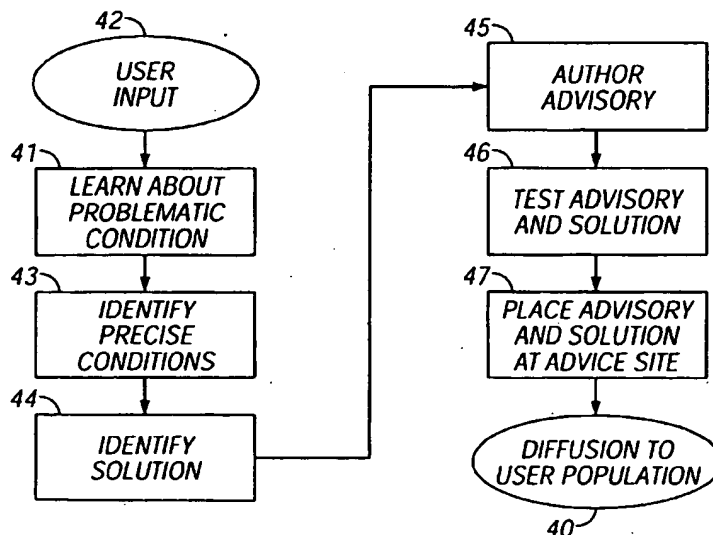 42
USER
INPUT
41
LEARN ABOUT
PROBLEMATIC
CONDITION
43
IDENTIFY
PRECISE
CONDITIONS
44
IDENTIFY
SOLUTION
45
AUTHOR
ADVISORY
46
TEST ADVISORY
AND SOLUTION
47
PLACE ADVISORY
AND SOLUTION
AT ADVICE SITE
DIFFUSION TO
USER POPULATION
40